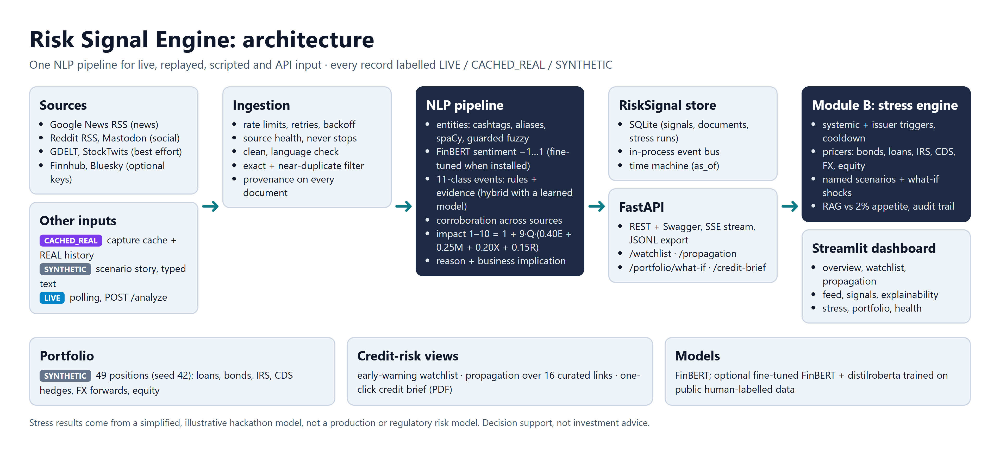 Risk Signal Engine: architecture
One NLP pipeline for live, replayed, scripted and API input · every record labelled LIVE / CACHED_REAL / SYNTHETIC
Sources
• Google News RSS (news)
• Reddit RSS, Mastodon (social)
• GDELT, StockTwits (best effort)
• Finnhub, Bluesky (optional
keys)
Other inputs
CACHED_REAL capture cache +
REAL history
SYNTHETIC scenario story, typed
text
LIVE polling, POST /analyze
→
Ingestion
• rate limits, retries, backoff
• source health, never stops
• clean, language check
• exact + near-duplicate filter
• provenance on every
document
→
NLP pipeline
• entities: cashtags, aliases,
spaCy, guarded fuzzy
• FinBERT sentiment −1…1 (fine-
tuned when installed)
• 11-class events: rules +
evidence (hybrid with a learned
model)
• corroboration across sources
• impact 1–10 = 1 + 9·Q·(0.40E +
0.25M + 0.20X + 0.15R)
• reason + business implication
→
RiskSignal store
• SQLite (signals, documents,
stress runs)
• in-process event bus
• time machine (as_of)
FastAPI
• REST + Swagger, SSE stream,
JSONL export
• /watchlist · /propagation
• /portfolio/what-if · /credit-brief
→
Module B: stress engine
• systemic + issuer triggers,
cooldown
• pricers: bonds, loans, IRS, CDS,
FX, equity
• named scenarios + what-if
shocks
• RAG vs 2% appetite, audit trail
Streamlit dashboard
• overview, watchlist,
propagation
• feed, signals, explainability
• stress, portfolio, health
Portfolio
SYNTHETIC 49 positions (seed 42): loans, bonds, IRS, CDS
hedges, FX forwards, equity
Credit-risk views
early-warning watchlist · propagation over 16 curated links · one-
click credit brief (PDF)
Models
FinBERT; optional fine-tuned FinBERT + distilroberta trained on
public human-labelled data
Stress results come from a simplified, illustrative hackathon model, not a production or regulatory risk model. Decision support, not investment advice.